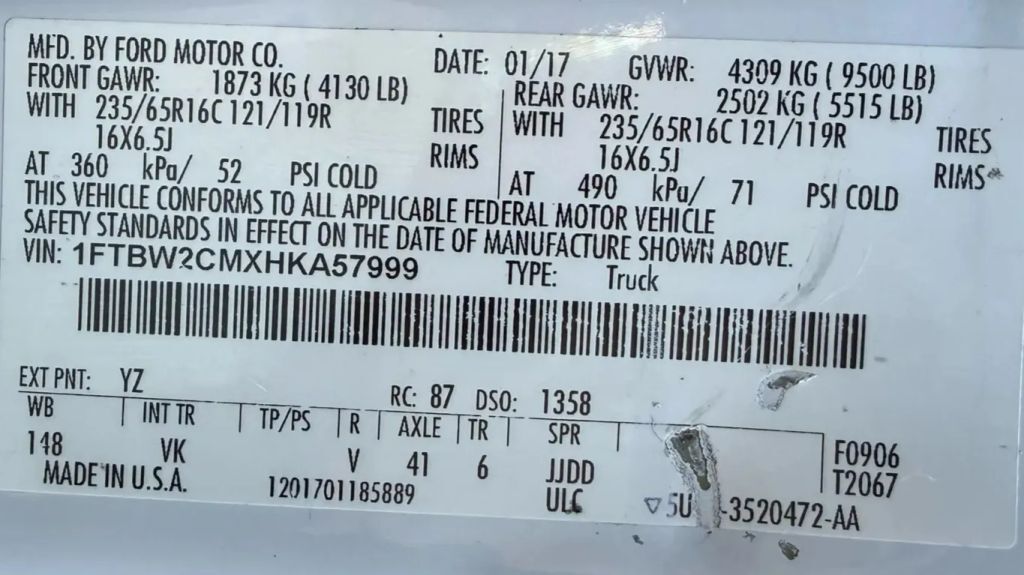 MFD. BY FORD MOTOR CO. DATE: 01/17 GVWR: 4309 KG ( 9500 LB)
FRONT GAWR: 1873 KG ( 4130 LB)
WITH 235/65R16C 121/119R TIRES
16X6.5J RIMS
AT 360 kPa/ 52 PSI COLD
REAR GAWR: 2502 KG ( 5515 LB)
WITH 235/65R16C 121/119R TIRES
16X6.5J RIMS
AT 490 kPa/ 71 PSI COLD
THIS VEHICLE CONFORMS TO ALL APPLICABLE FEDERAL MOTOR VEHICLE
SAFETY STANDARDS IN EFFECT ON THE DATE OF MANUFACTURE SHOWN ABOVE.
VIN: 1FTBW2CMXHKA57999 TYPE: Truck
EXT PNT: YZ RC: 87 DSO: 1358
WB INT TR TP/PS R AXLE TR SPR
148 VK V 41 6 JJDD
F0906
T2067
MADE IN U.S.A. 1201701185889 ULC
5U -3520472-AA